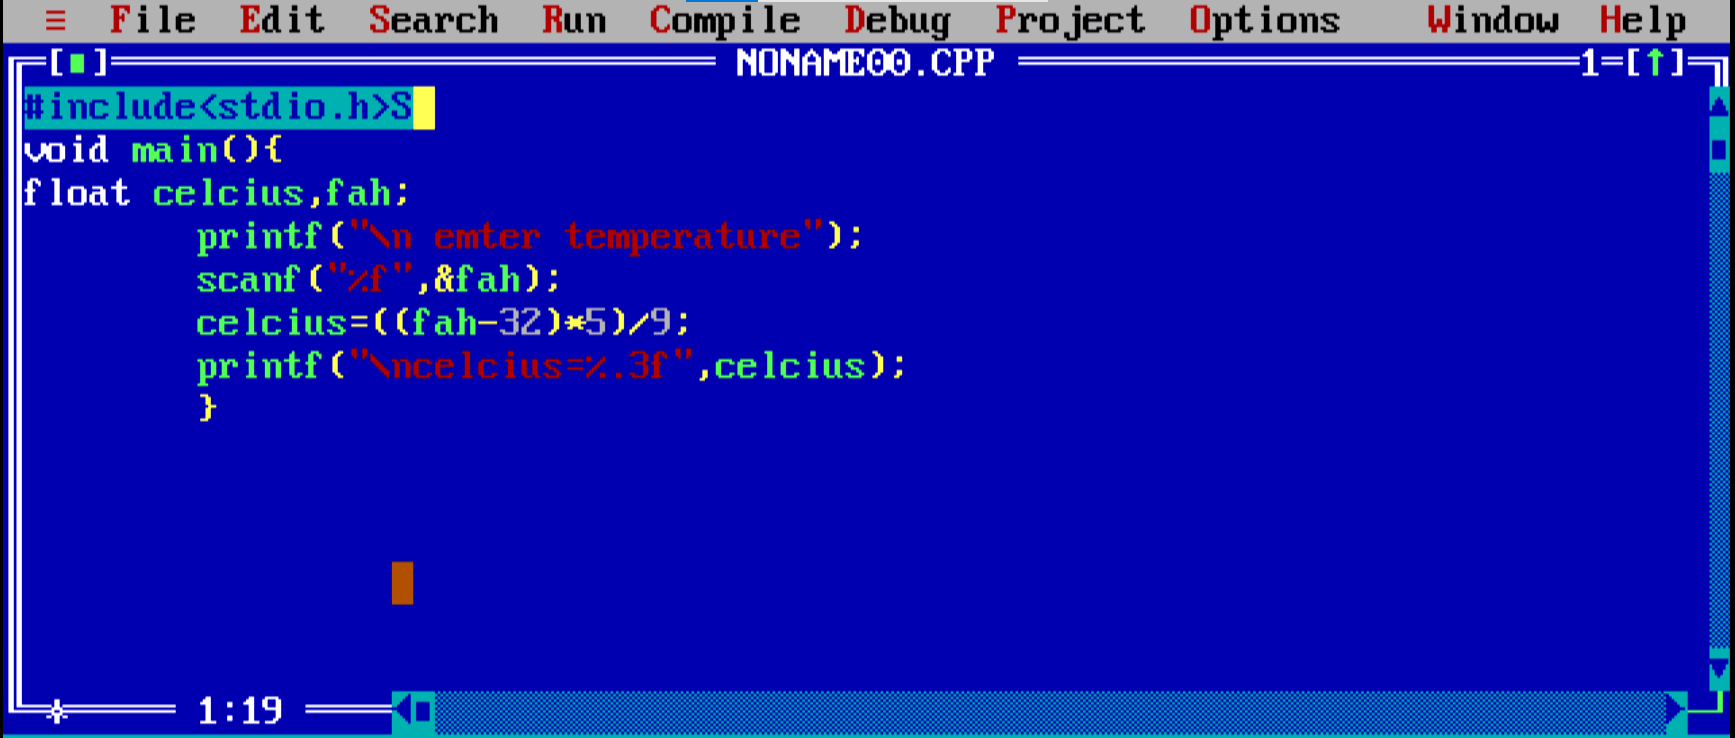 ≡ File Edit Search Run Compile Debug Project Options Window Help
[■] NONAME00.CPP 1=[↑]
#include<stdio.h>S
void main(){
float celcius,fah;
printf("\n emter temperature");
scanf("%f",&fah);
celcius=((fah-32)*5)/9;
printf("\ncelcius=%.3f",celcius);
}
1:19